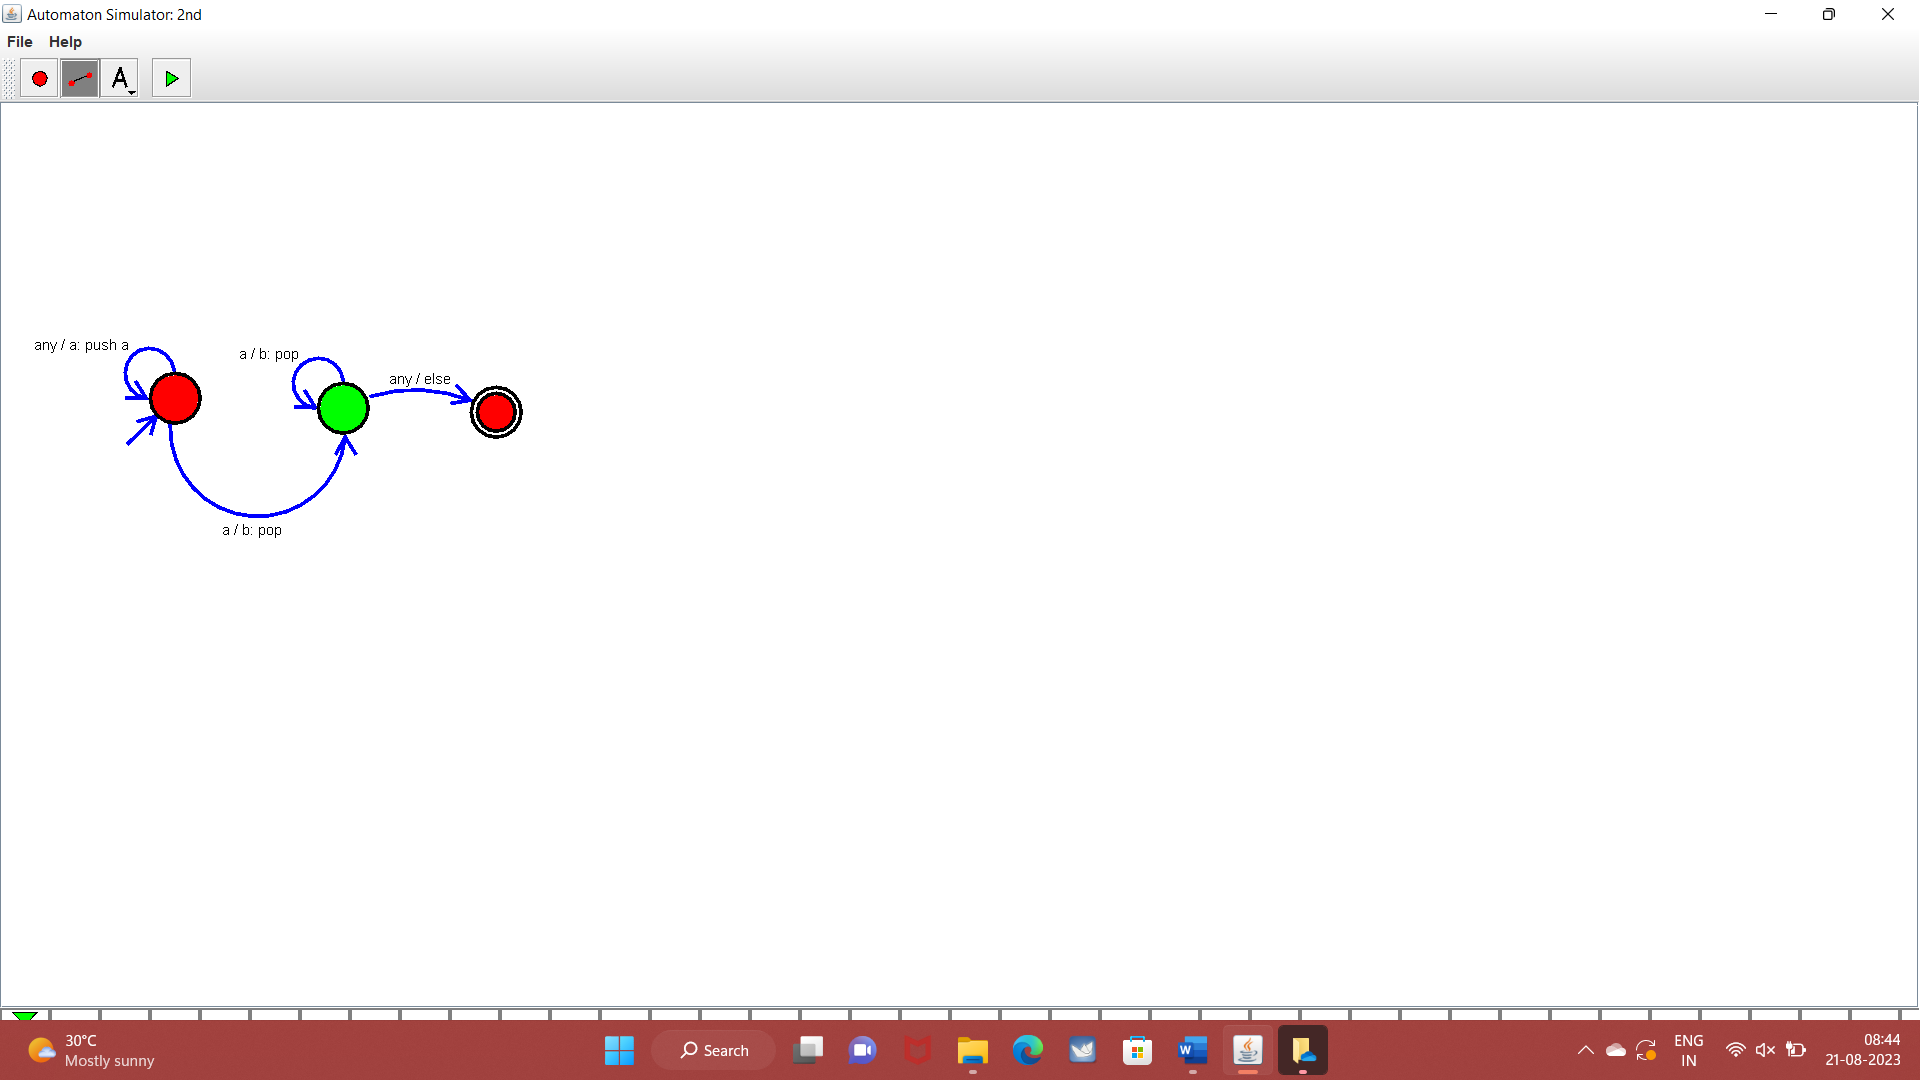 Automaton Simulator: 2nd
File Help
A
any / a: push a
a / b: pop
any / else
a / b: pop
30°C
Mostly sunny
Search
W
ENG
IN
08:44
21-08-2023